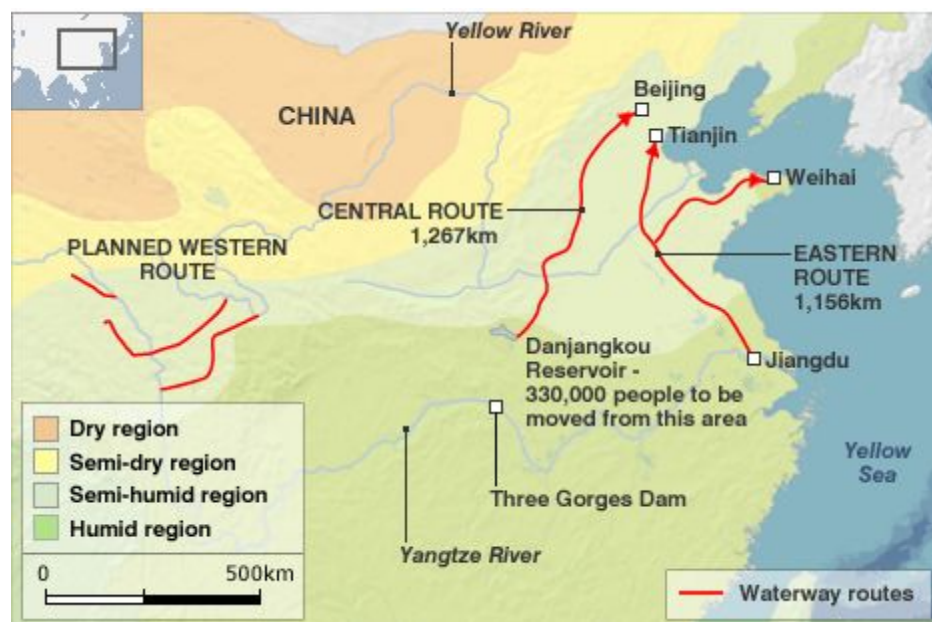 Yellow River
Beijing
CHINA
Tianjin
Weihai
CENTRAL ROUTE
1,267km
PLANNED WESTERN
ROUTE
EASTERN
ROUTE
1,156km
Danjangkou
Reservoir -
330,000 people to be
moved from this area
Jiangdu
Dry region
Semi-dry region
Semi-humid region
Humid region
Yellow
Sea
Three Gorges Dam
Yangtze River
0 500km
Waterway routes